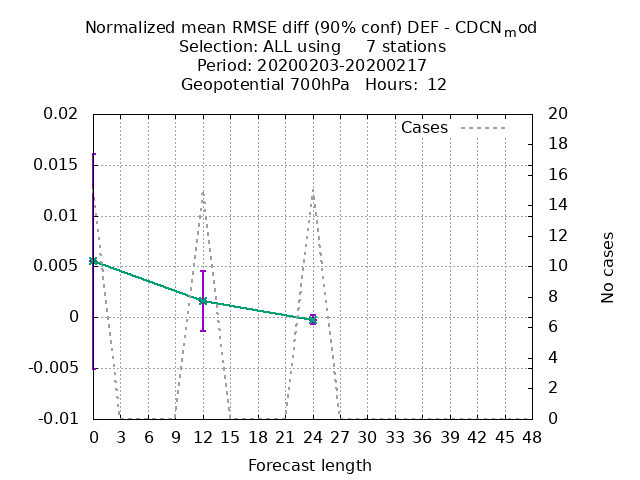 Normalized mean RMSE diff (90% conf) DEF - CDCNmod
Selection: ALL using 7 stations
Period: 20200203-20200217
Geopotential 700hPa Hours: 12
Cases
0.02
0.015
0.01
0.005
0
-0.005
-0.01
20
18
16
14
12
10
8
6
4
2
0
No cases
0 3 6 9 12 15 18 21 24 27 30 33 36 39 42 45 48
Forecast length